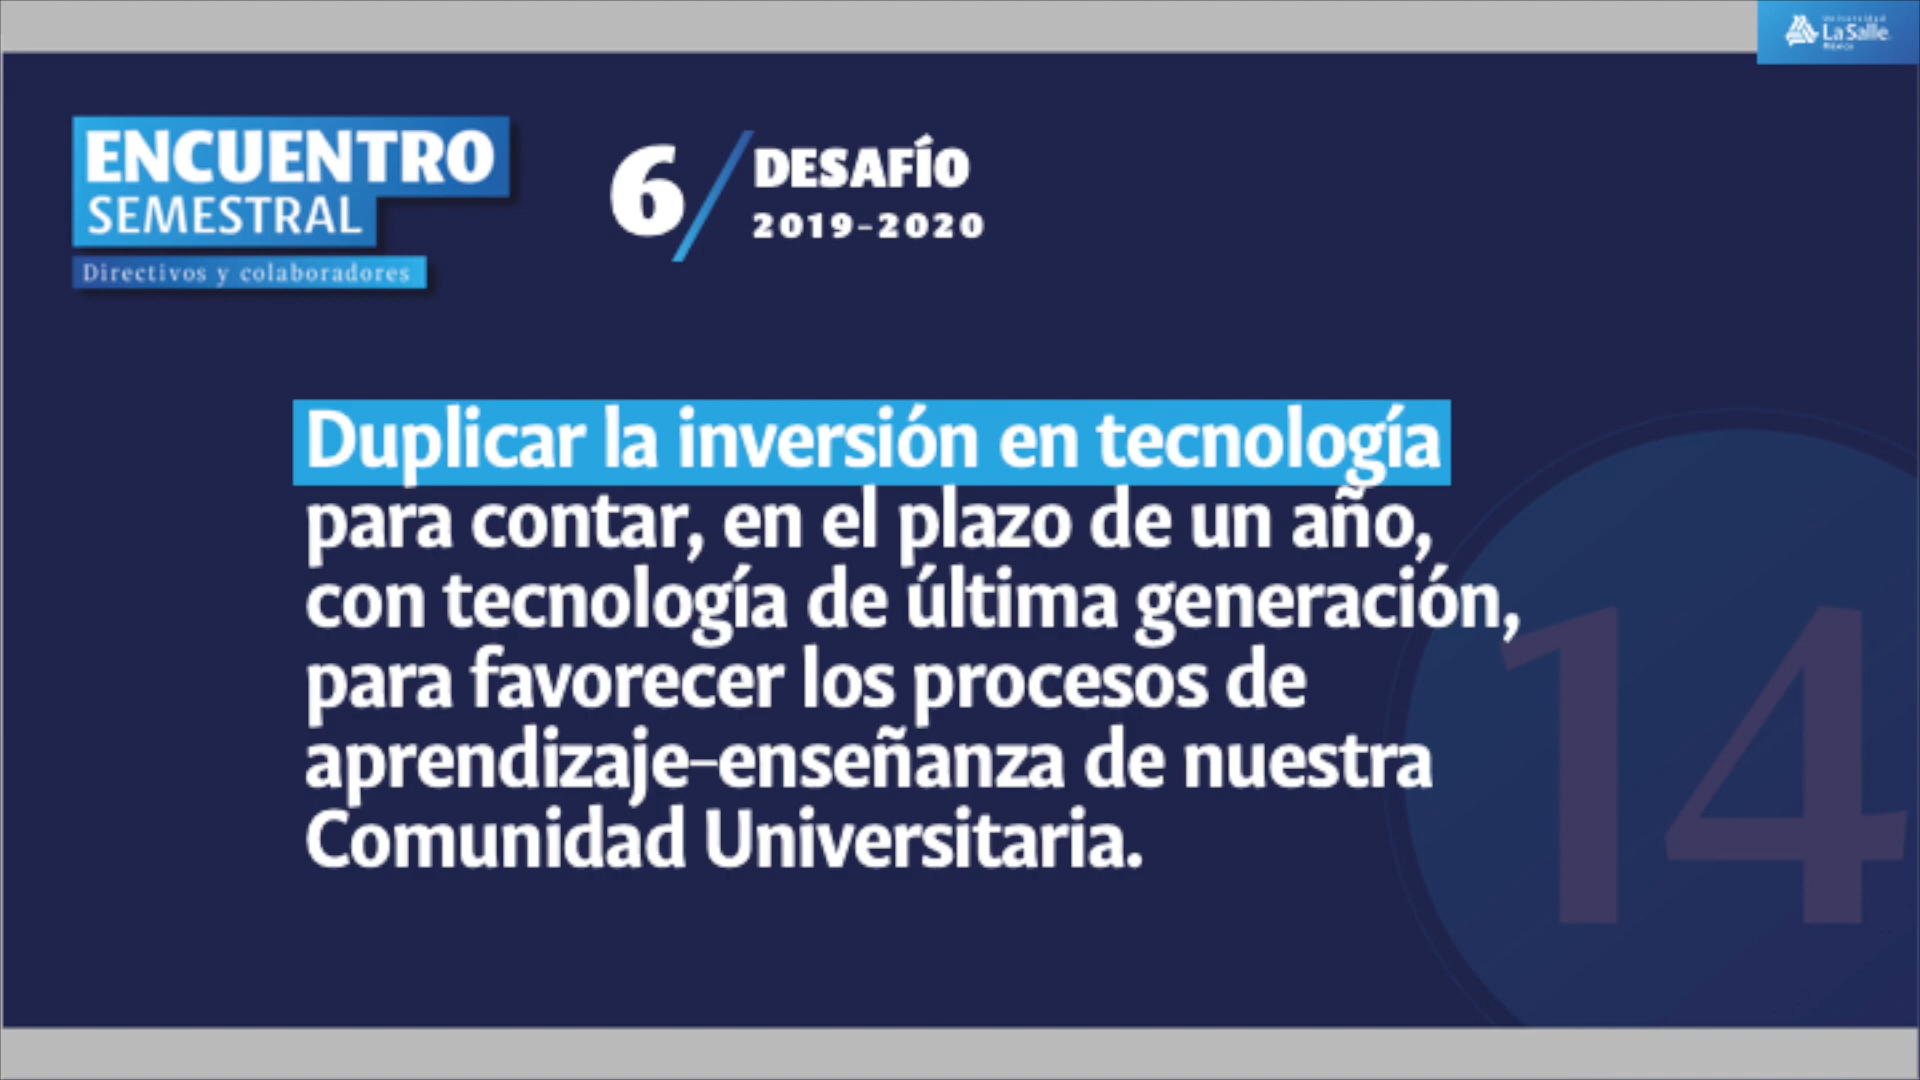 Universidad
La Salle
México
ENCUENTRO
SEMESTRAL
Directivos y colaboradores
6
DESAFÍO
2019-2020
Duplicar la inversión en tecnología
para contar, en el plazo de un año,
con tecnología de última generación,
para favorecer los procesos de
aprendizaje-enseñanza de nuestra
Comunidad Universitaria.
14